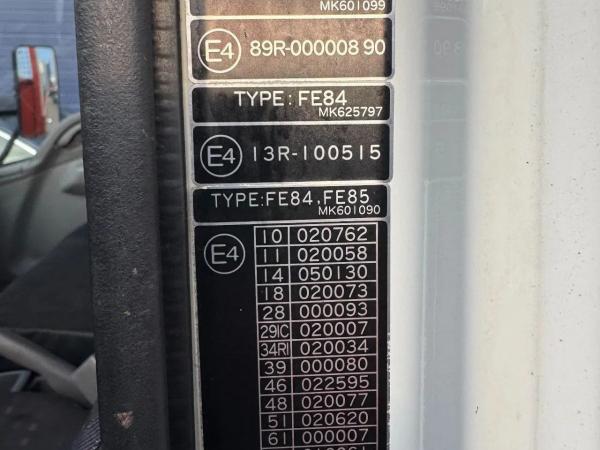 MK601099
E4 89R-000008 90
TYPE: FE84
MK625797
E4 13R-100515
TYPE:FE84,FE85
MK601090
E4
10 020762
11 020058
14 050130
18 020073
28 000093
29IC 020007
34RI 020034
39 000080
46 022595
48 020077
51 020620
61 000007